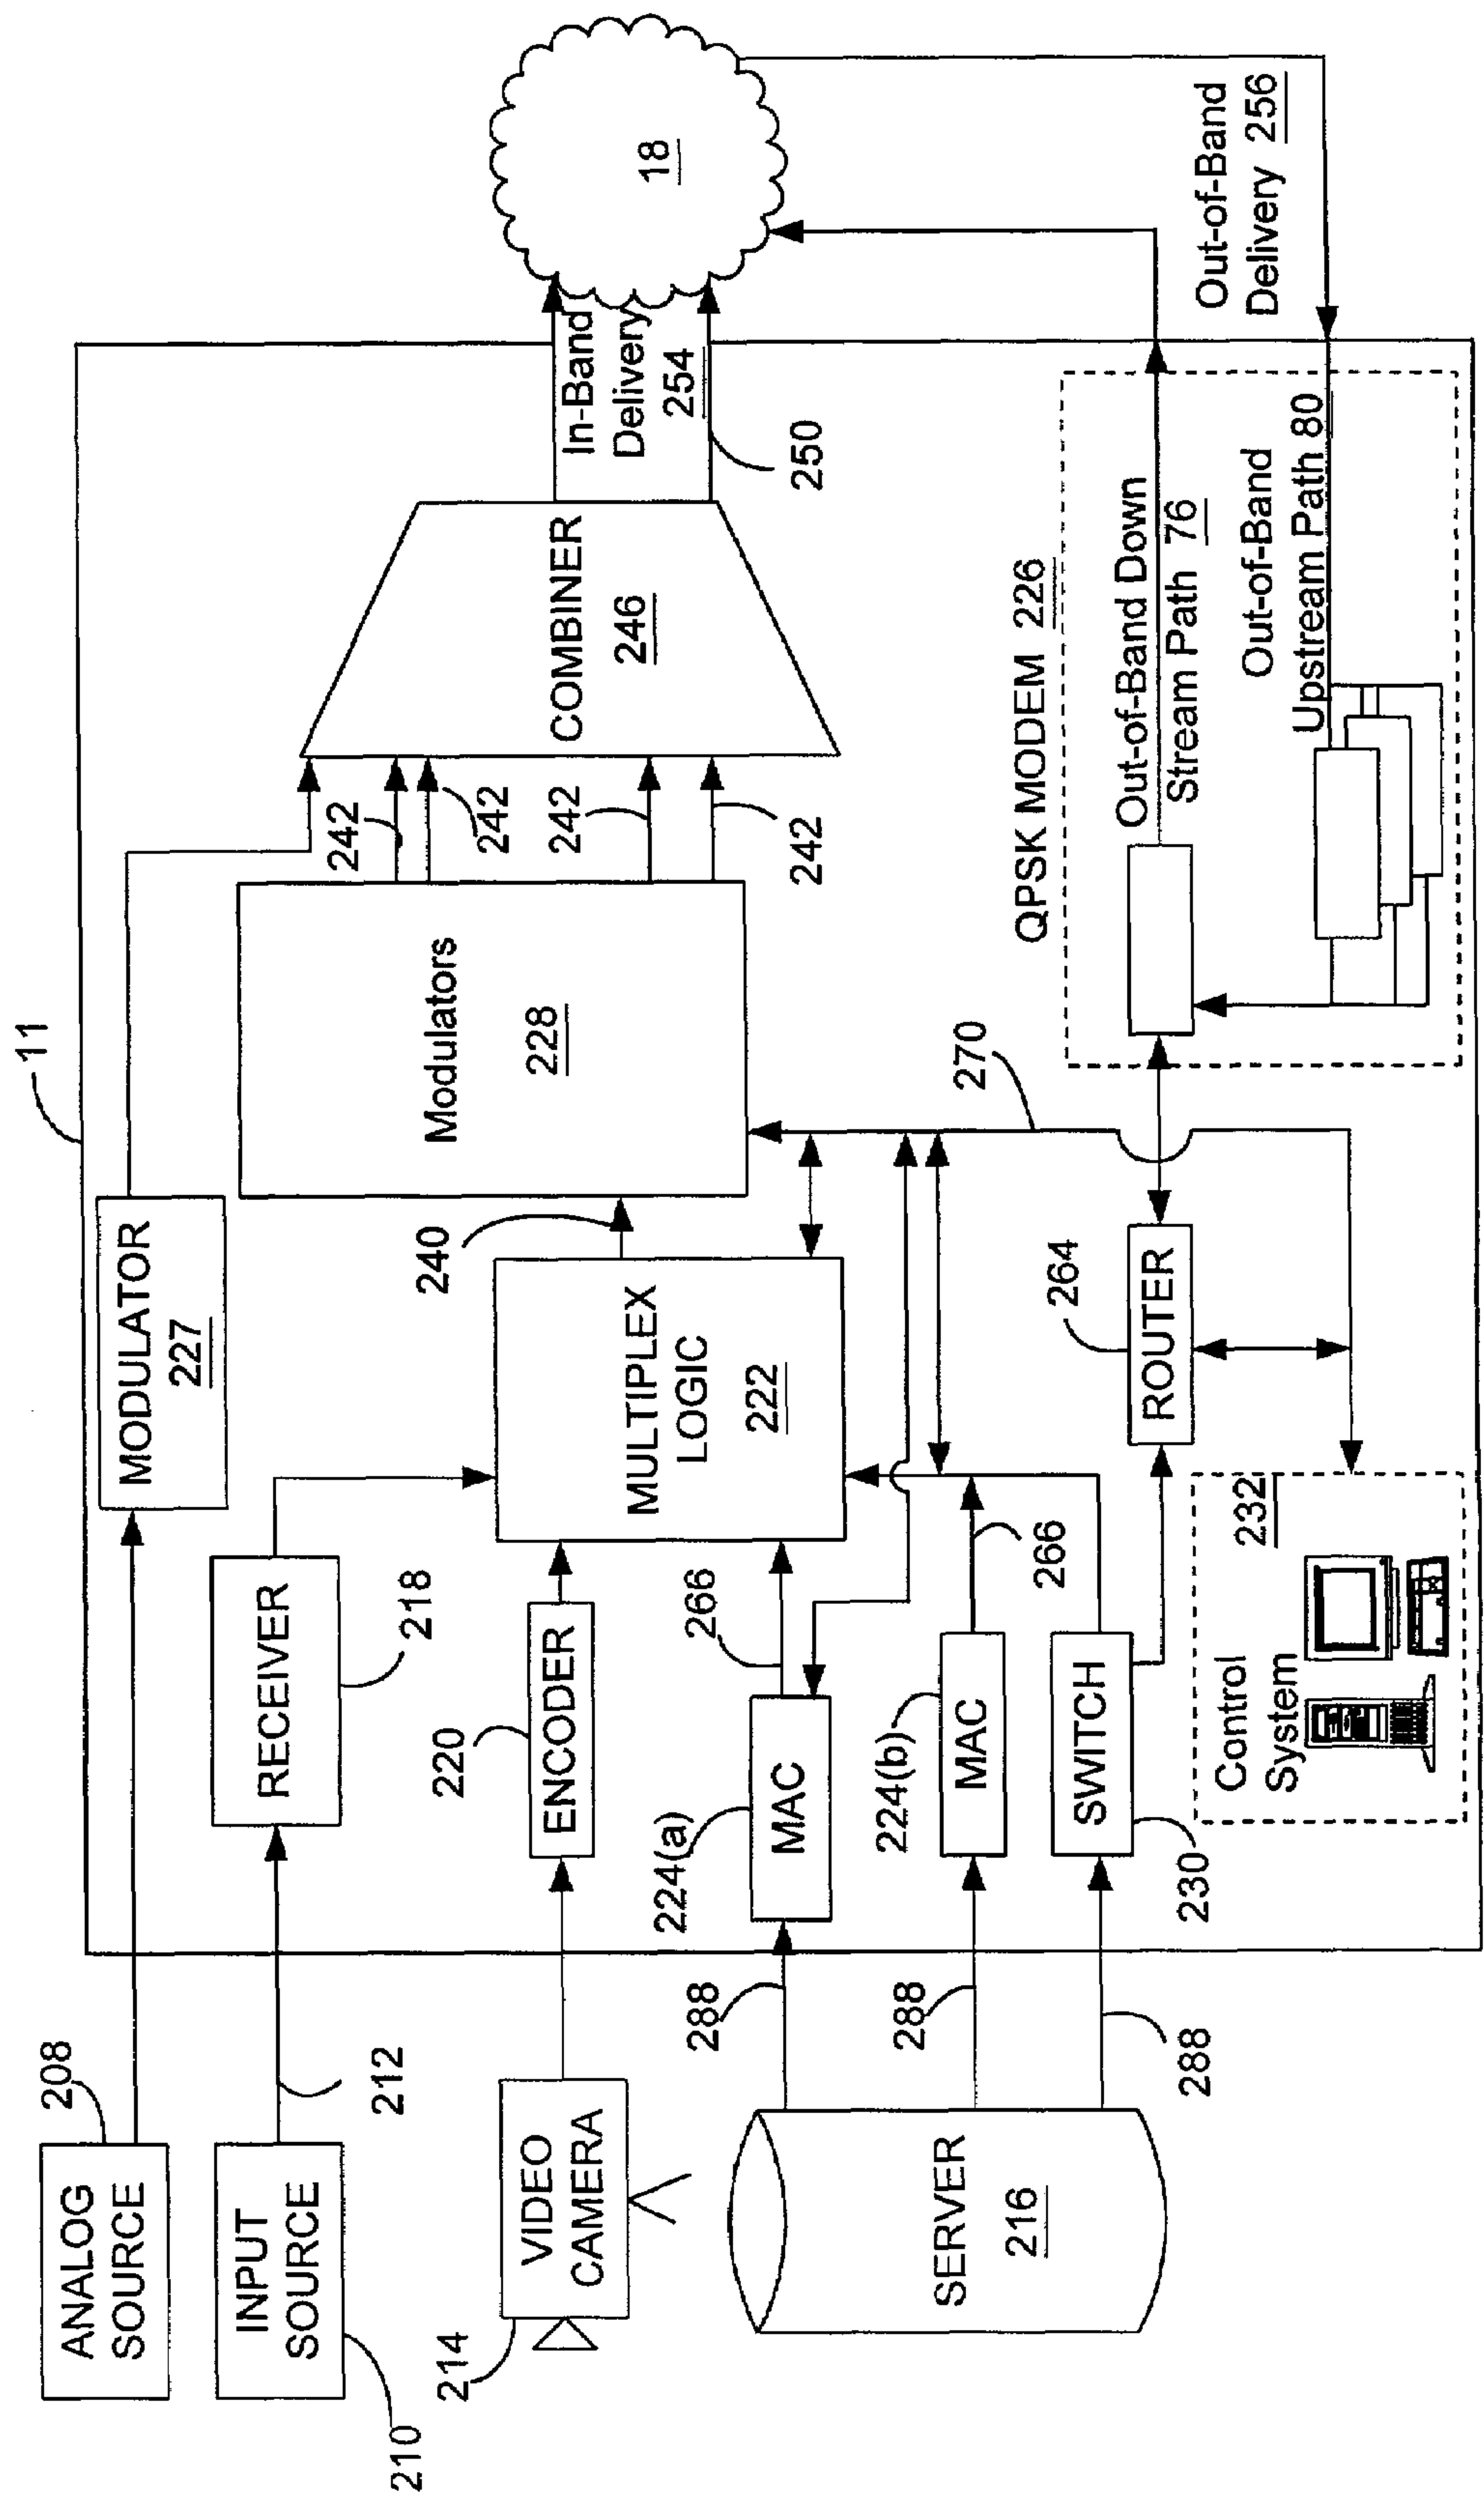 11
ANALOG
SOURCE
208
MODULATOR
227
INPUT
SOURCE
210
212
RECEIVER
218
VIDEO
CAMERA
214
ENCODER
220
MULTIPLEX
LOGIC
222
240
Modulators
228
242
242
242
242
COMBINER
246
In-Band
Delivery
254
250
18
SERVER
216
288
288
288
224(a)
MAC
266
224(b)
MAC
266
SWITCH
230
ROUTER
264
270
Control
System
232
QPSK MODEM 226
Out-of-Band Down
Stream Path 76
Out-of-Band
Upstream Path 80
Out-of-Band
Delivery 256